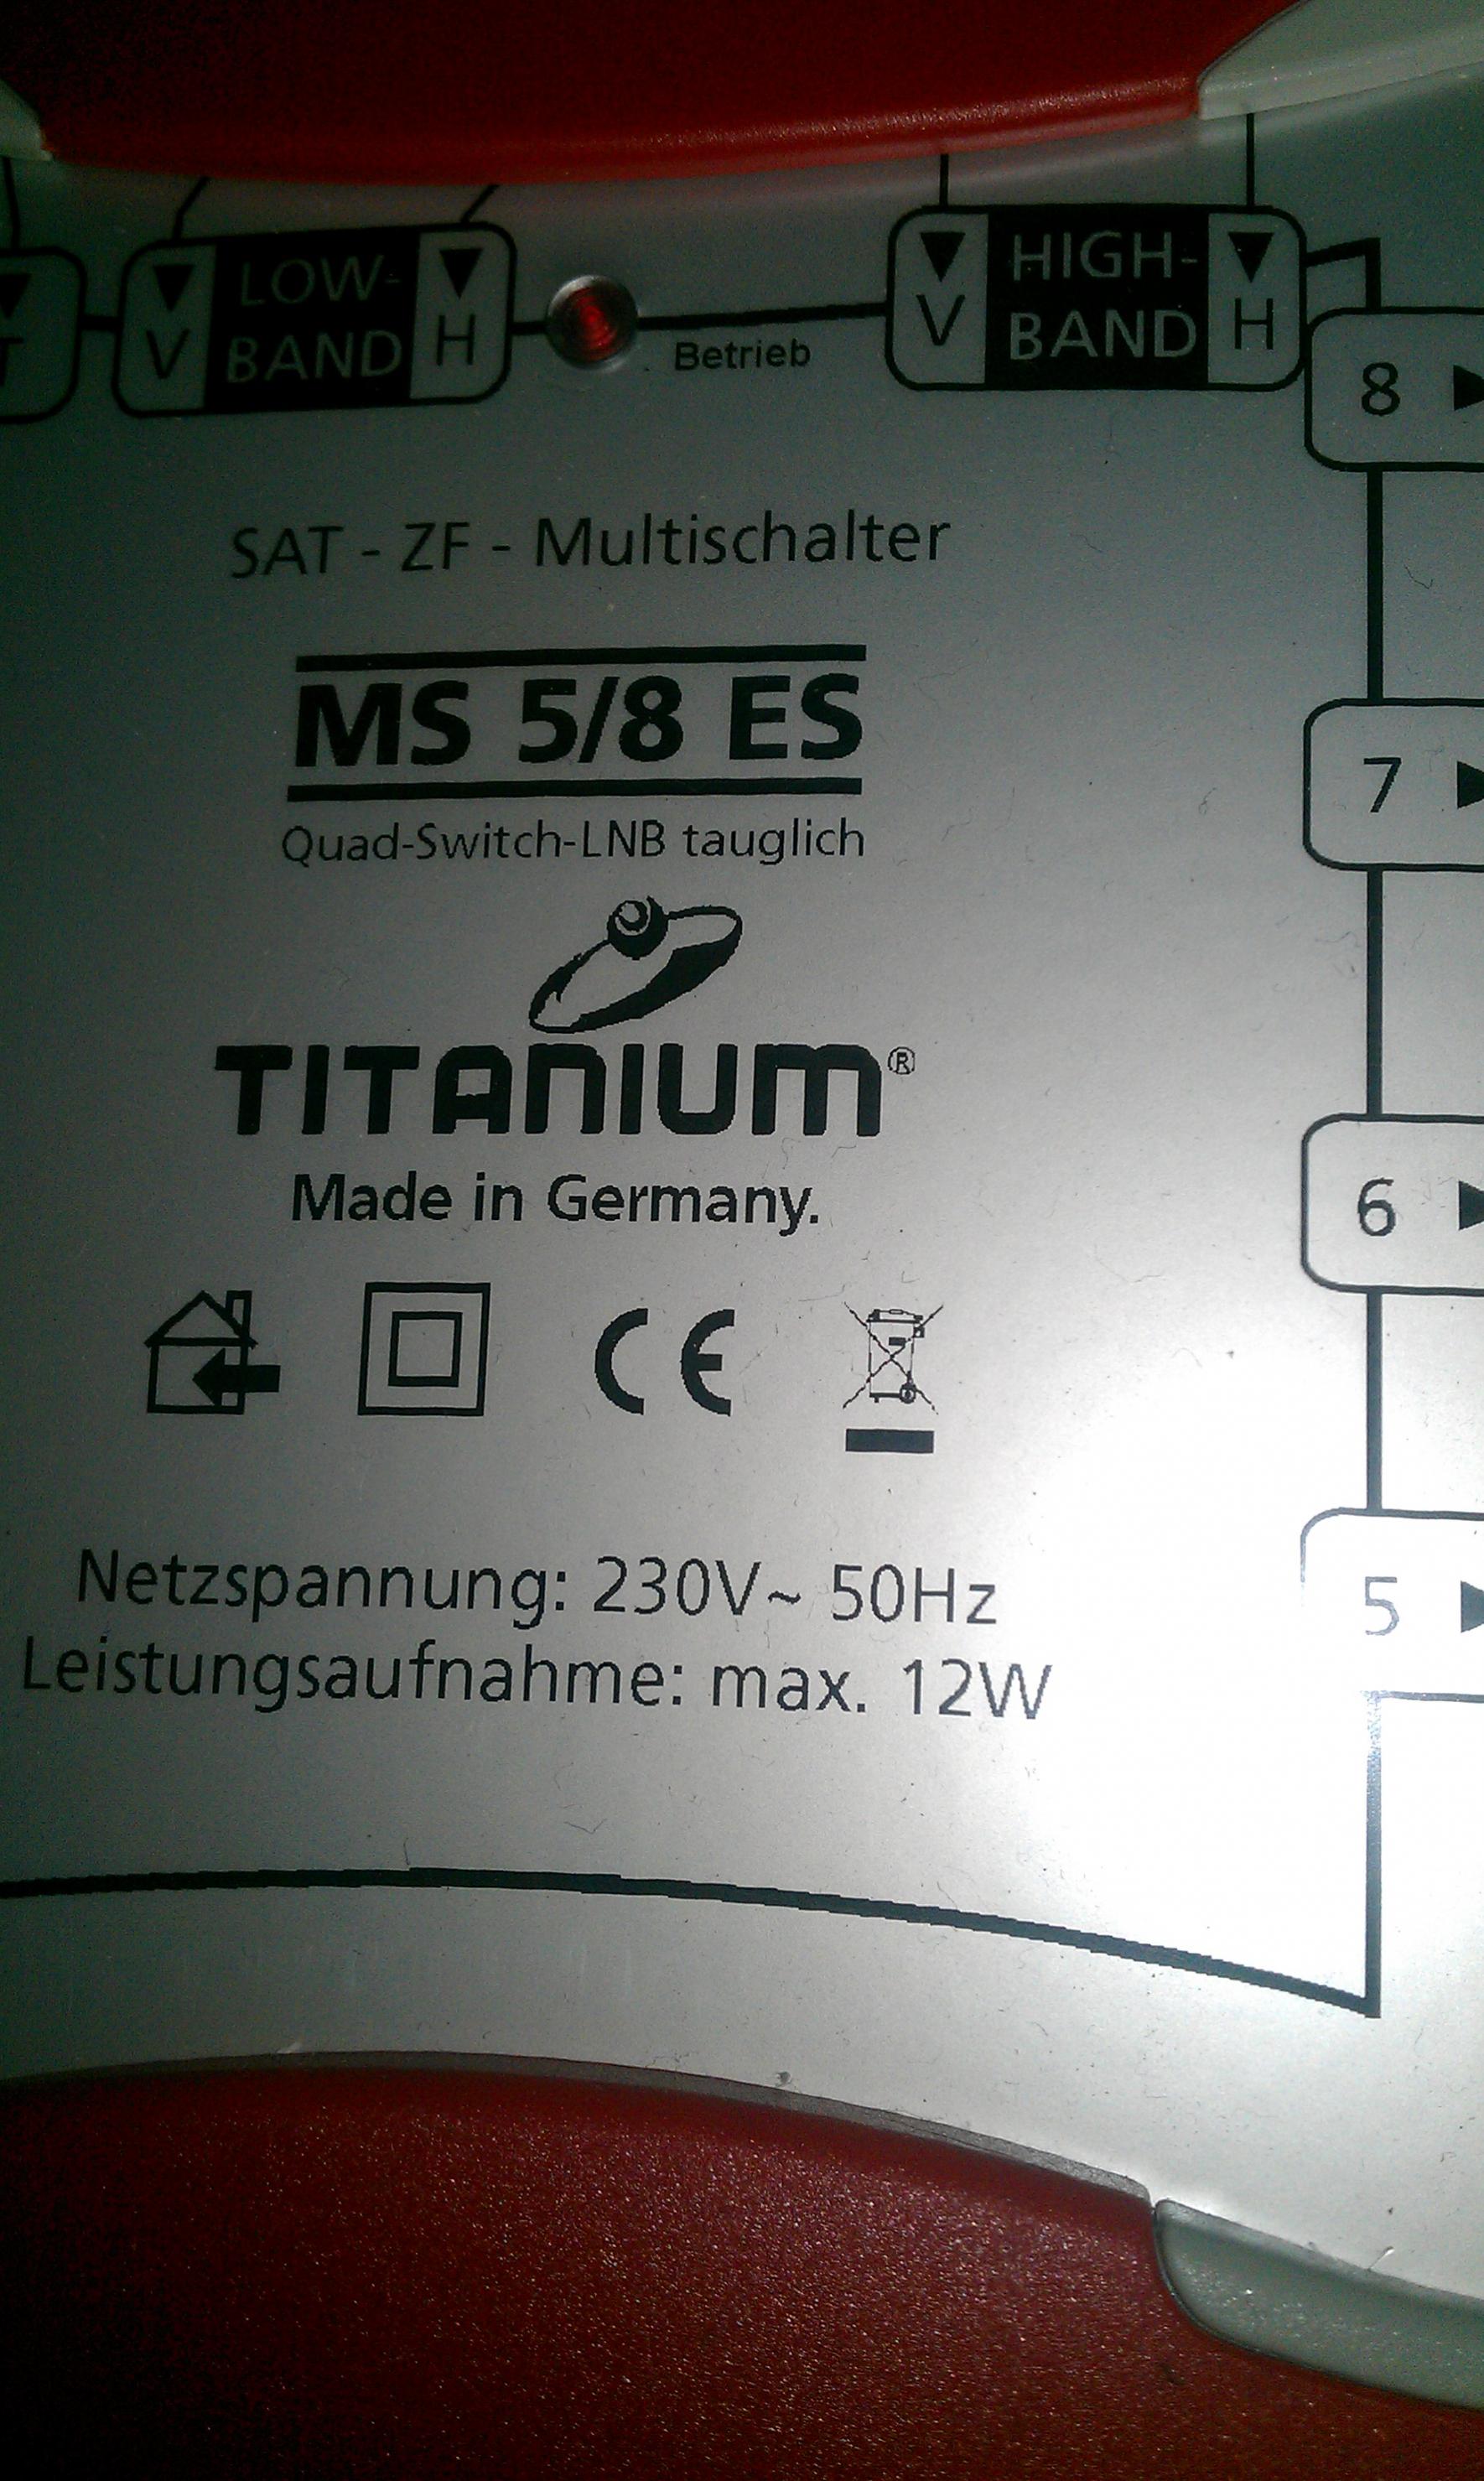 T
V LOW-BAND H
Betrieb
V HIGH-BAND H
8
SAT - ZF - Multischalter
MS 5/8 ES
7
Quad-Switch-LNB tauglich
TITANIUM®
Made in Germany.
6
CE
Netzspannung: 230V~ 50Hz
5
Leistungsaufnahme: max. 12W